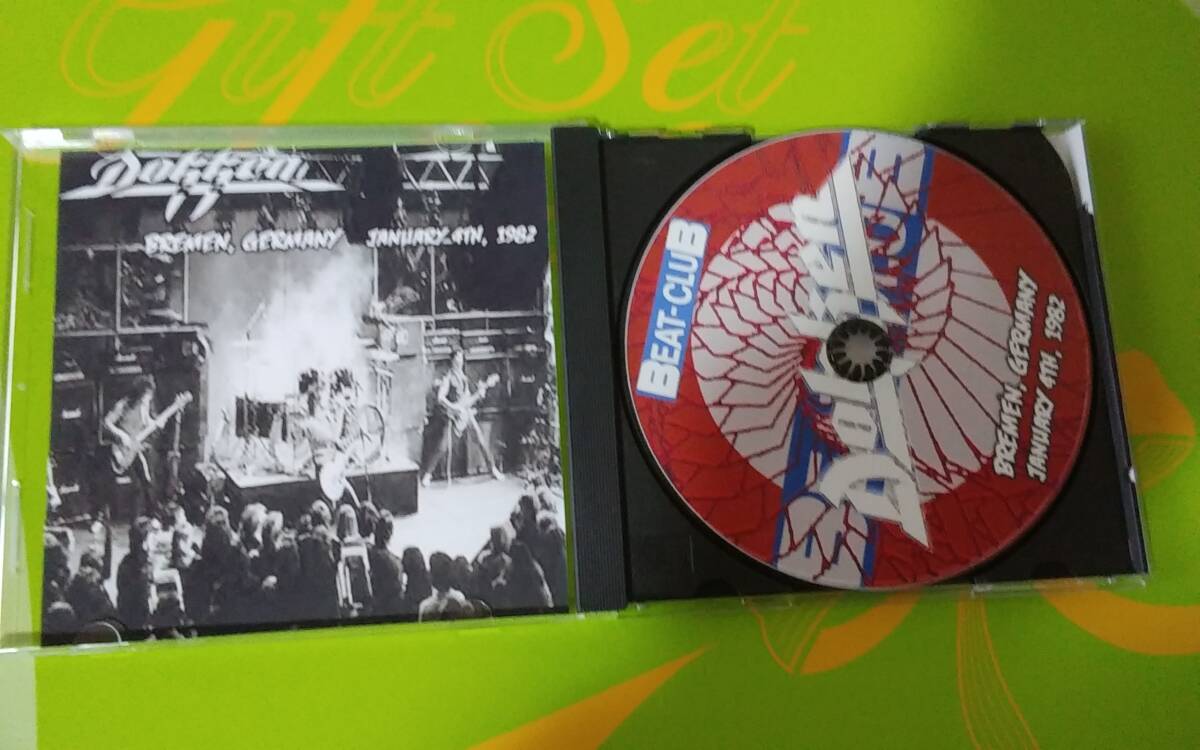 Gift Set
Dokken
BREMEN, GERMANY JANUARY 4TH, 1982
BEAT-CLUB
Dokken
BREMEN, GERMANY
JANUARY 4TH, 1982